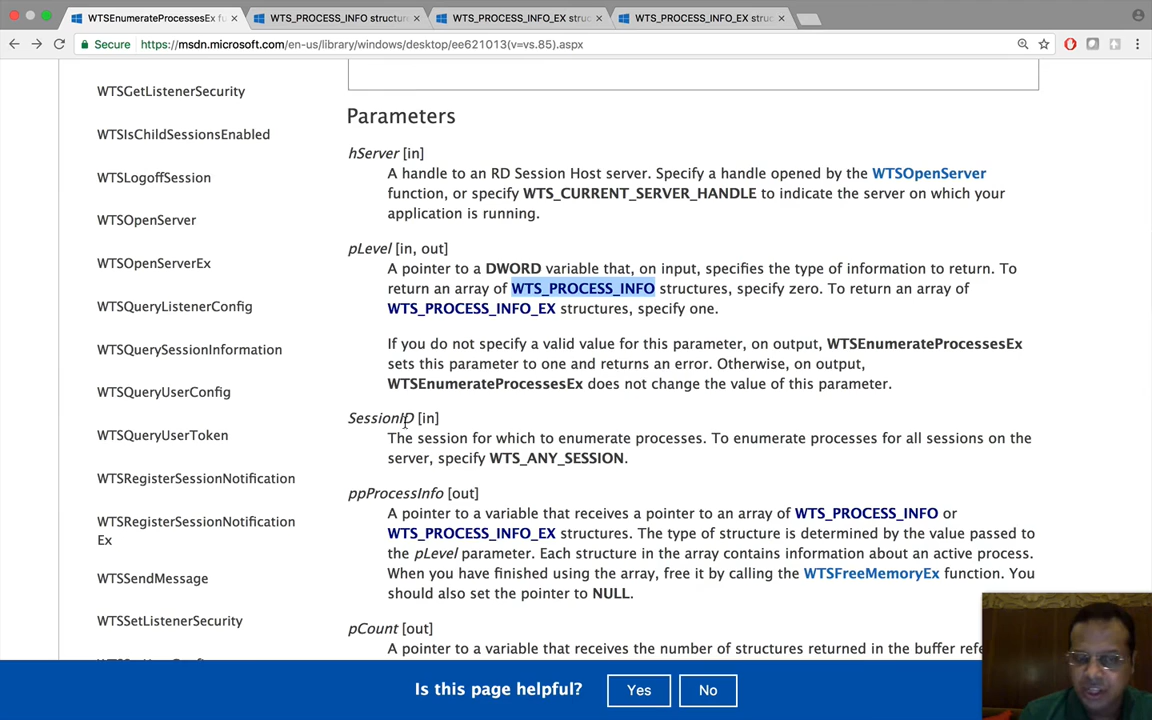 WTSEnumerateProcessesEx fu
WTS_PROCESS_INFO structure
WTS_PROCESS_INFO_EX struc
WTS_PROCESS_INFO_EX struc
Secure
https://msdn.microsoft.com/en-us/library/windows/desktop/ee621013(v=vs.85).aspx
WTSGetListenerSecurity
WTSIsChildSessionsEnabled
WTSLogoffSession
WTSOpenServer
WTSOpenServerEx
WTSQueryListenerConfig
WTSQuerySessionInformation
WTSQueryUserConfig
WTSQueryUserToken
WTSRegisterSessionNotification
WTSRegisterSessionNotification
Ex
WTSSendMessage
WTSSetListenerSecurity
Parameters
hServer [in]
A handle to an RD Session Host server. Specify a handle opened by the WTSOpenServer
function, or specify WTS_CURRENT_SERVER_HANDLE to indicate the server on which your
application is running.
pLevel [in, out]
A pointer to a DWORD variable that, on input, specifies the type of information to return. To
return an array of WTS_PROCESS_INFO structures, specify zero. To return an array of
WTS_PROCESS_INFO_EX structures, specify one.
If you do not specify a valid value for this parameter, on output, WTSEnumerateProcessesEx
sets this parameter to one and returns an error. Otherwise, on output,
WTSEnumerateProcessesEx does not change the value of this parameter.
SessionID [in]
The session for which to enumerate processes. To enumerate processes for all sessions on the
server, specify WTS_ANY_SESSION.
ppProcessInfo [out]
A pointer to a variable that receives a pointer to an array of WTS_PROCESS_INFO or
WTS_PROCESS_INFO_EX structures. The type of structure is determined by the value passed to
the pLevel parameter. Each structure in the array contains information about an active process.
When you have finished using the array, free it by calling the WTSFreeMemoryEx function. You
should also set the pointer to NULL.
pCount [out]
A pointer to a variable that receives the number of structures returned in the buffer refe
Is this page helpful?
Yes
No